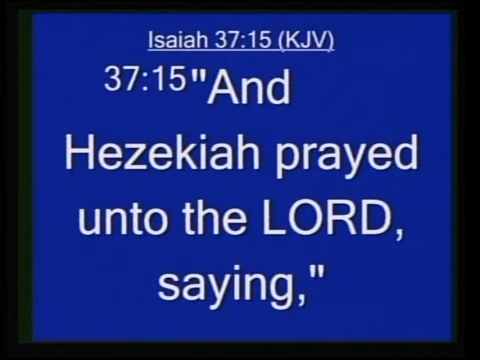 Isaiah 37:15 (KJV)
37:15"And
Hezekiah prayed
unto the LORD,
saying,"